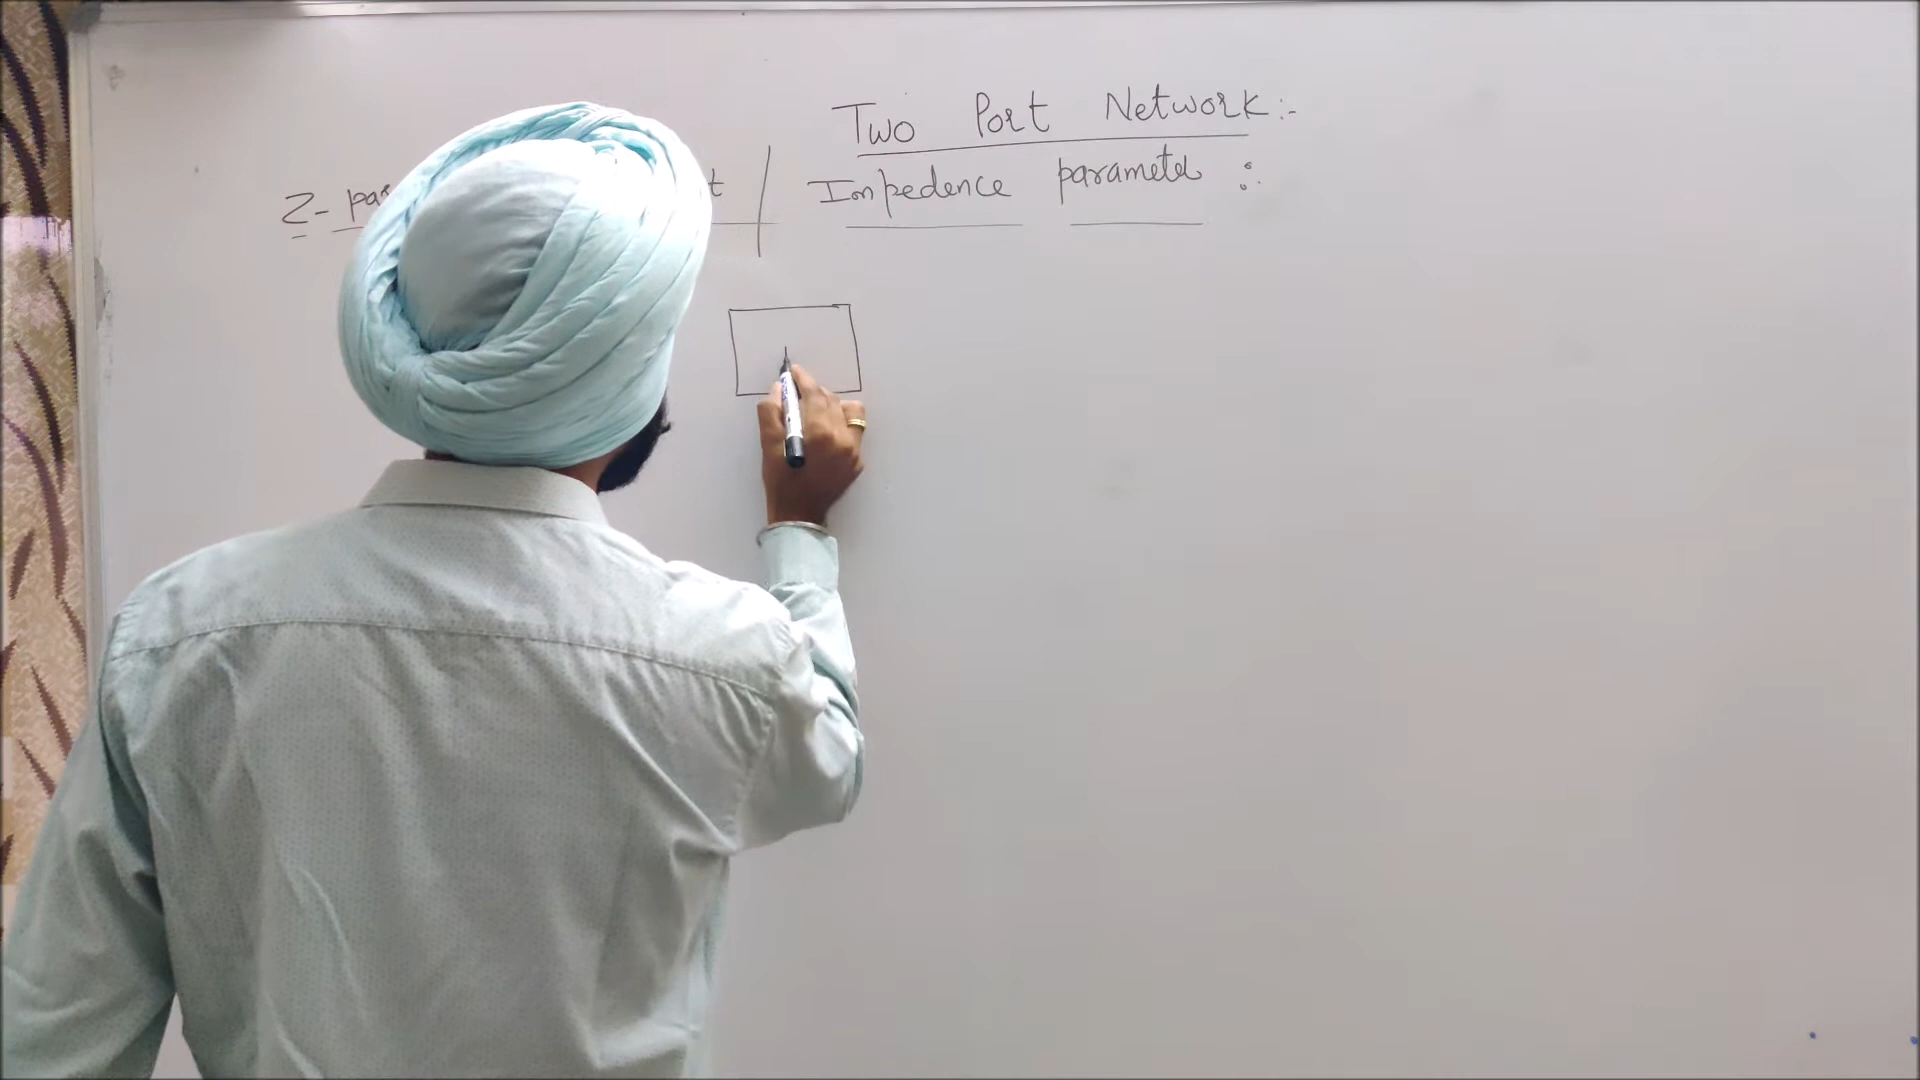 Two Port Network:-
Z- | Impedence parameter :